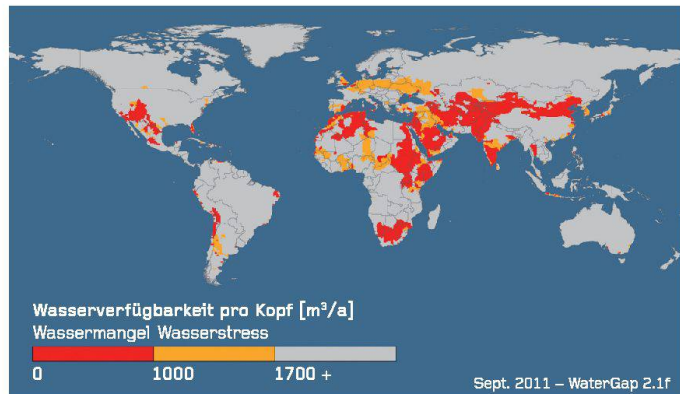 Wasserverfügbarkeit pro Kopf [m³/a]
Wassermangel Wasserstress
0 1000 1700 +
Sept. 2011 – WaterGap 2.1f